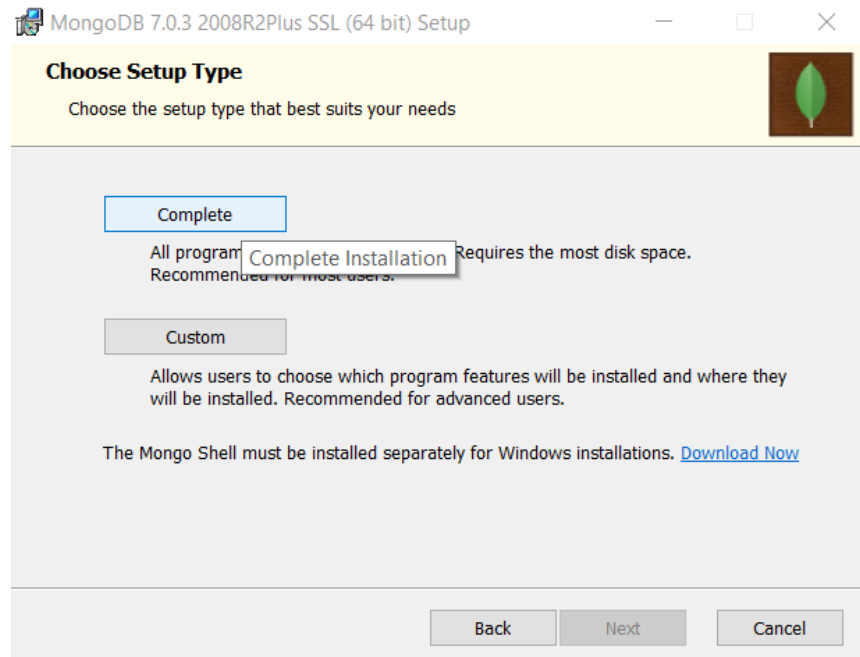 MongoDB 7.0.3 2008R2Plus SSL (64 bit) Setup
Choose Setup Type
Choose the setup type that best suits your needs
Complete
All program Requires the most disk space.
Complete Installation
Recommended for most users.
Custom
Allows users to choose which program features will be installed and where they
will be installed. Recommended for advanced users.
The Mongo Shell must be installed separately for Windows installations. Download Now
Back Next Cancel